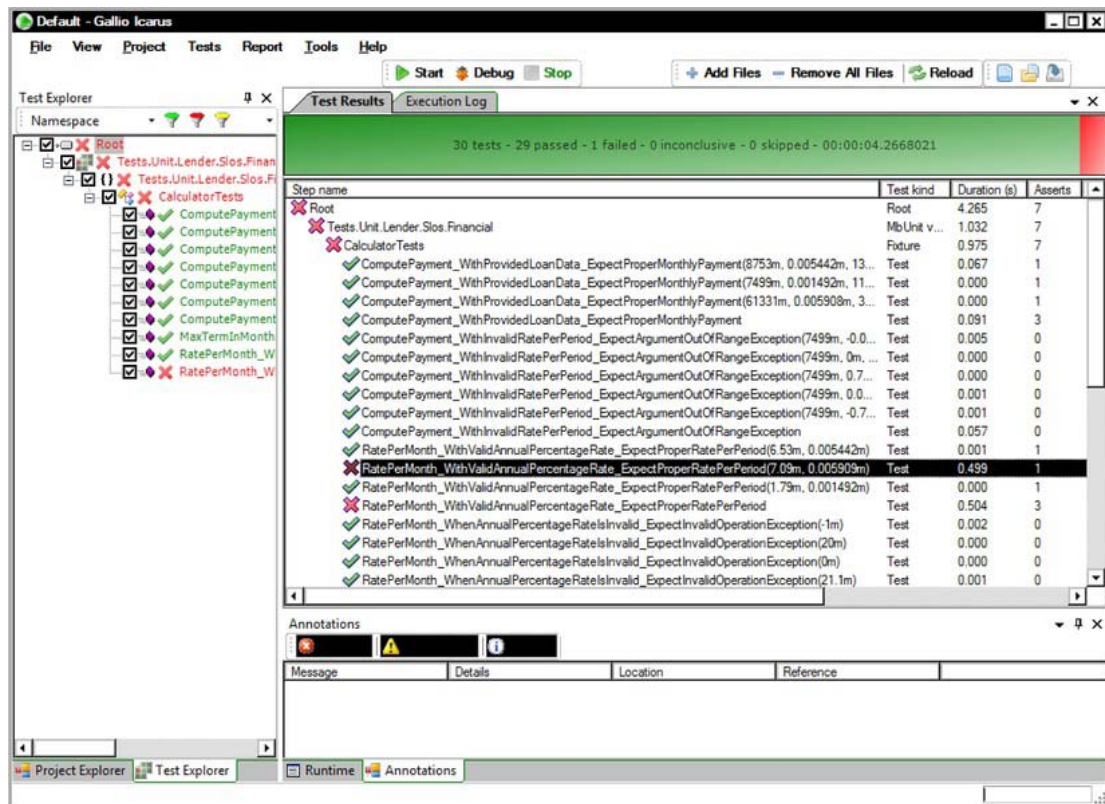 Default - Gallio Icarus
File View Project Tests Report Tools Help
Start Debug Stop Add Files Remove All Files Reload
Test Explorer
Namespace
Root
Tests.Unit.Lender.Slos.Finan
Tests.Unit.Lender.Slos.Fi
CalculatorTests
ComputePayment
ComputePayment
ComputePayment
ComputePayment
ComputePayment
ComputePayment
ComputePayment
MaxTermInMonth
RatePerMonth_W
RatePerMonth_W
Project Explorer Test Explorer
Test Results Execution Log
30 tests - 29 passed - 1 failed - 0 inconclusive - 0 skipped - 00:00:04.2668021
Step name Test kind Duration (s) Asserts
Root Root 4.265 7
Tests.Unit.Lender.Slos.Financial MbUnit v... 1.032 7
CalculatorTests Fixture 0.975 7
ComputePayment_WithProvidedLoanData_ExpectProperMonthlyPayment(8753m, 0.005442m, 13... Test 0.067 1
ComputePayment_WithProvidedLoanData_ExpectProperMonthlyPayment(7499m, 0.001492m, 11... Test 0.000 1
ComputePayment_WithProvidedLoanData_ExpectProperMonthlyPayment(61331m, 0.005908m, 3... Test 0.000 1
ComputePayment_WithProvidedLoanData_ExpectProperMonthlyPayment Test 0.091 3
ComputePayment_WithInvalidRatePerPeriod_ExpectArgumentOutOfRangeException(7499m, -0.0... Test 0.005 0
ComputePayment_WithInvalidRatePerPeriod_ExpectArgumentOutOfRangeException(7499m, 0m, ... Test 0.000 0
ComputePayment_WithInvalidRatePerPeriod_ExpectArgumentOutOfRangeException(7499m, 0.7... Test 0.000 0
ComputePayment_WithInvalidRatePerPeriod_ExpectArgumentOutOfRangeException(7499m, 0.0... Test 0.001 0
ComputePayment_WithInvalidRatePerPeriod_ExpectArgumentOutOfRangeException(7499m, -0.7... Test 0.001 0
ComputePayment_WithInvalidRatePerPeriod_ExpectArgumentOutOfRangeException Test 0.057 0
RatePerMonth_WithValidAnnualPercentageRate_ExpectProperRatePerPeriod(6.53m, 0.005442m) Test 0.001 1
RatePerMonth_WithValidAnnualPercentageRate_ExpectProperRatePerPeriod(7.09m, 0.005909m) Test 0.499 1
RatePerMonth_WithValidAnnualPercentageRate_ExpectProperRatePerPeriod(1.79m, 0.001492m) Test 0.000 1
RatePerMonth_WithValidAnnualPercentageRate_ExpectProperRatePerPeriod Test 0.504 3
RatePerMonth_WhenAnnualPercentageRateIsInvalid_ExpectInvalidOperationException(-1m) Test 0.002 0
RatePerMonth_WhenAnnualPercentageRateIsInvalid_ExpectInvalidOperationException(20m) Test 0.000 0
RatePerMonth_WhenAnnualPercentageRateIsInvalid_ExpectInvalidOperationException(0m) Test 0.000 0
RatePerMonth_WhenAnnualPercentageRateIsInvalid_ExpectInvalidOperationException(21.1m) Test 0.001 0
Annotations
Message Details Location Reference
Runtime Annotations